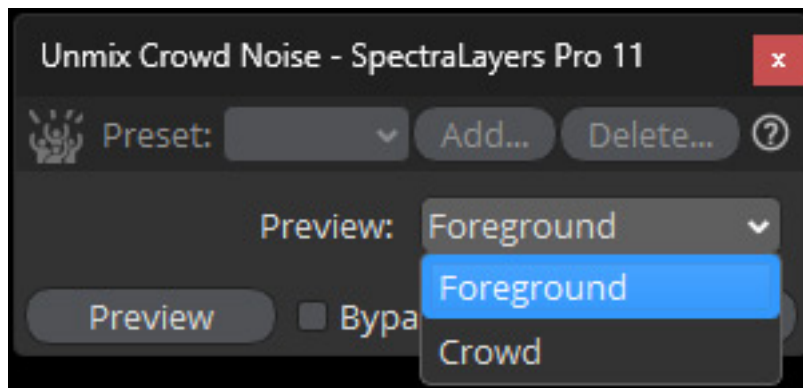 Unmix Crowd Noise - SpectraLayers Pro 11 x
Preset: Add... Delete... ?
Preview: Foreground
Foreground
Preview Bypa
Crowd